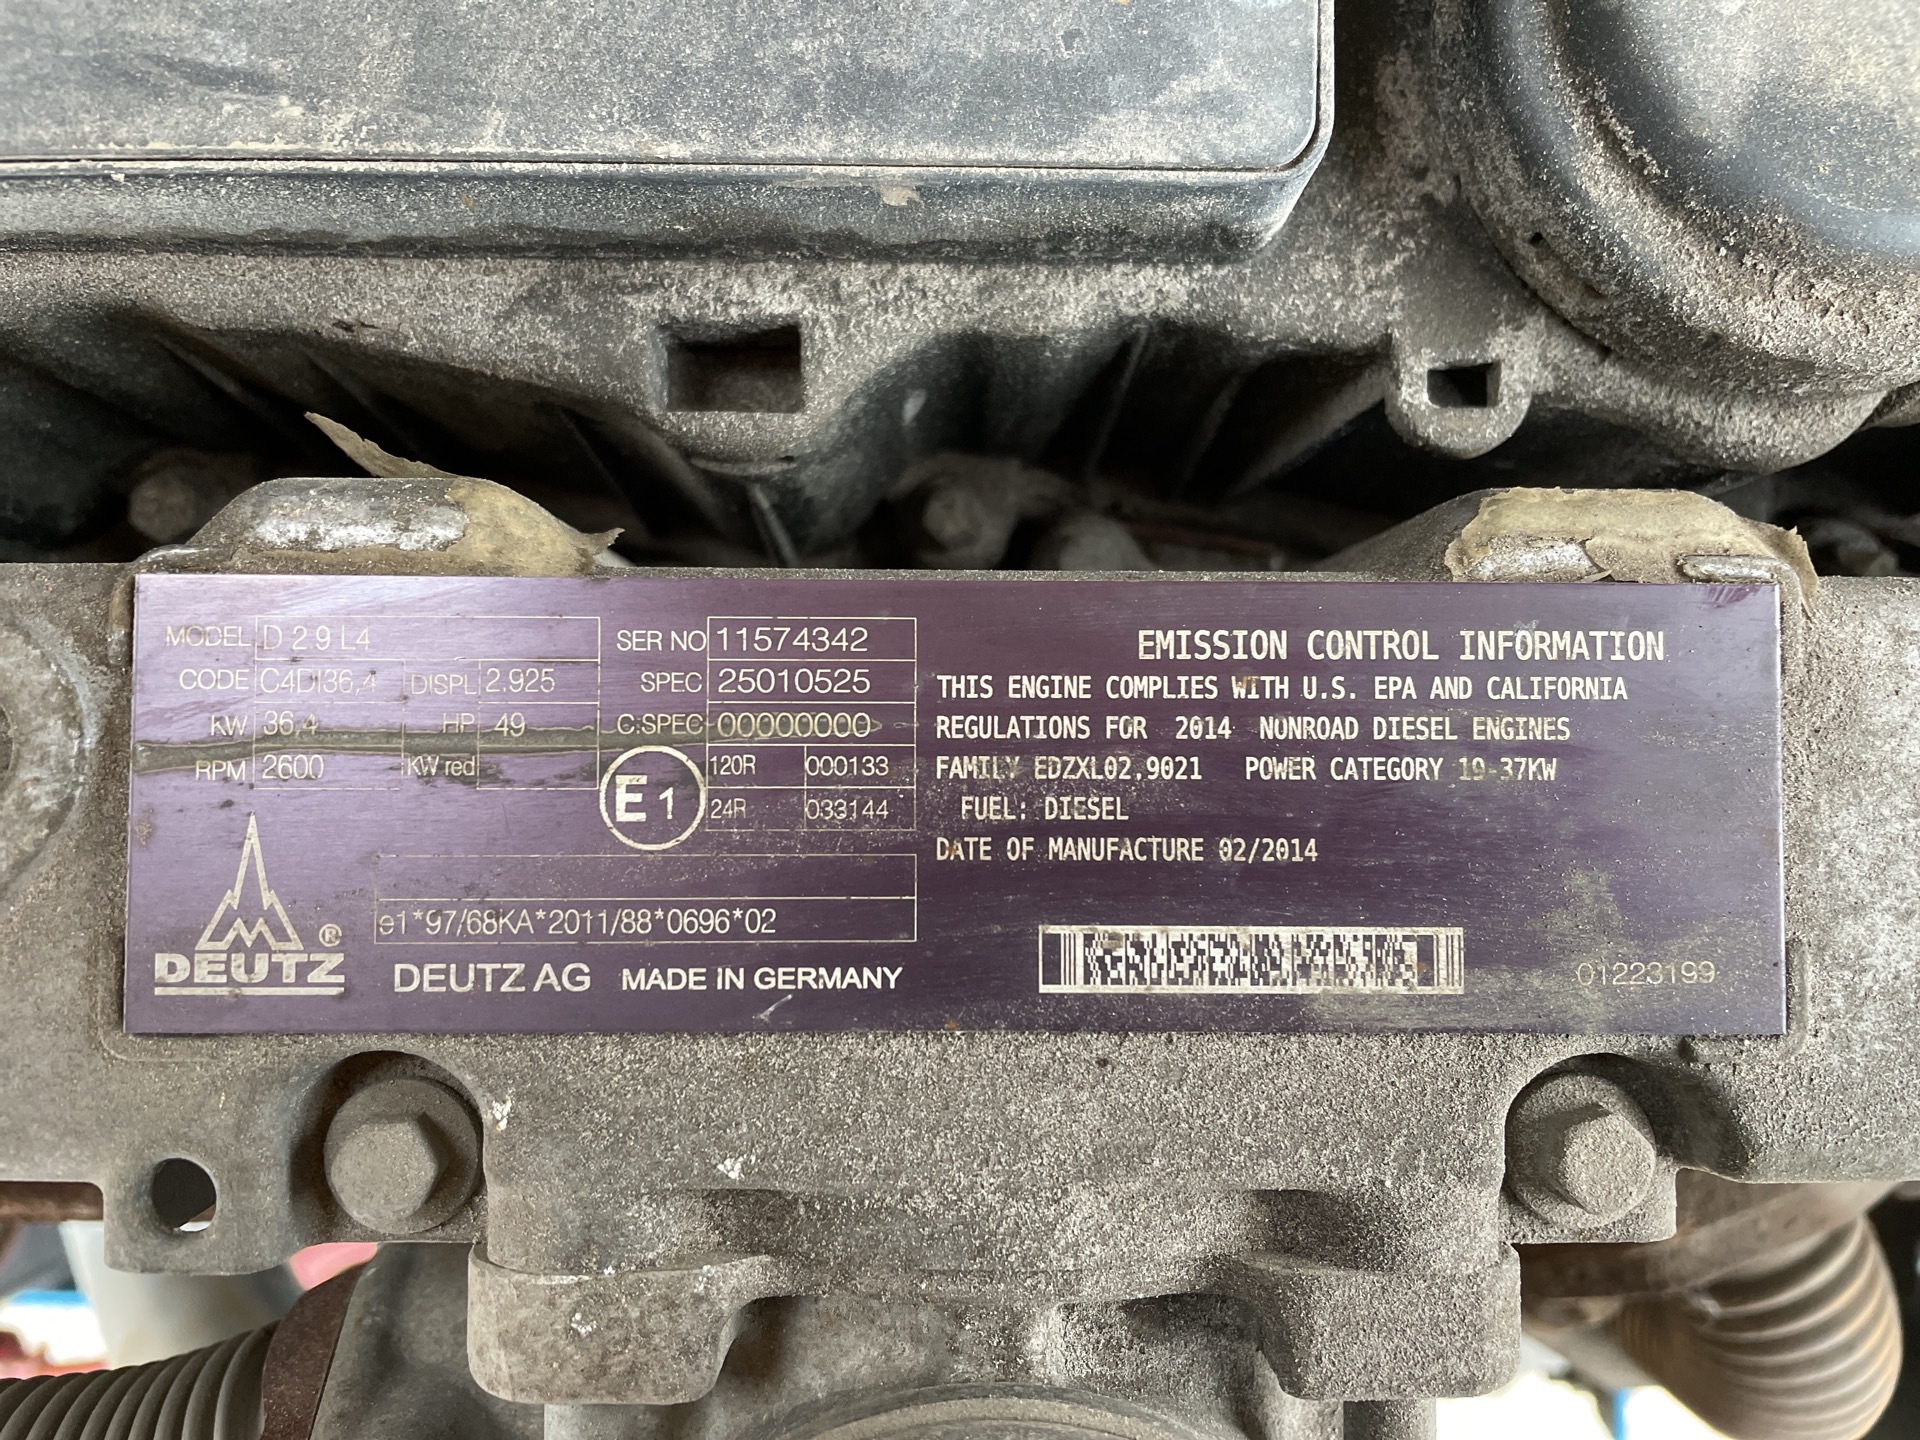 MODEL D 2.9 L4 SER NO 11574342
CODE C4DI36,4 DISPL 2.925 SPEC 25010525
KW 36,4 HP 49 C.SPEC 00000000
RPM 2600 KW red E 1 120R 000133
24R 033144
e1*97/68KA*2011/88*0696*02
DEUTZ ® DEUTZ AG MADE IN GERMANY
EMISSION CONTROL INFORMATION
THIS ENGINE COMPLIES WITH U.S. EPA AND CALIFORNIA
REGULATIONS FOR 2014 NONROAD DIESEL ENGINES
FAMILY EDZXL02.9021 POWER CATEGORY 19-37KW
FUEL: DIESEL
DATE OF MANUFACTURE 02/2014
01223199